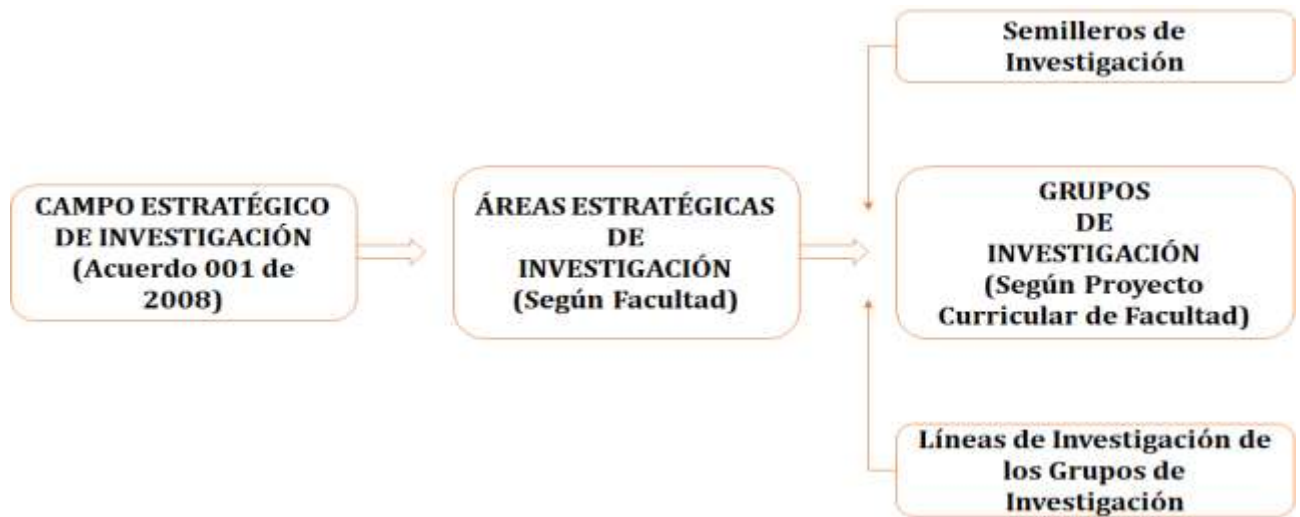 Semilleros de
Investigación
CAMPO ESTRATÉGICO
DE INVESTIGACIÓN
(Acuerdo 001 de
2008)
ÁREAS ESTRATÉGICAS
DE
INVESTIGACIÓN
(Según Facultad)
GRUPOS
DE
INVESTIGACIÓN
(Según Proyecto
Curricular de Facultad)
Líneas de Investigación de
los Grupos de
Investigación